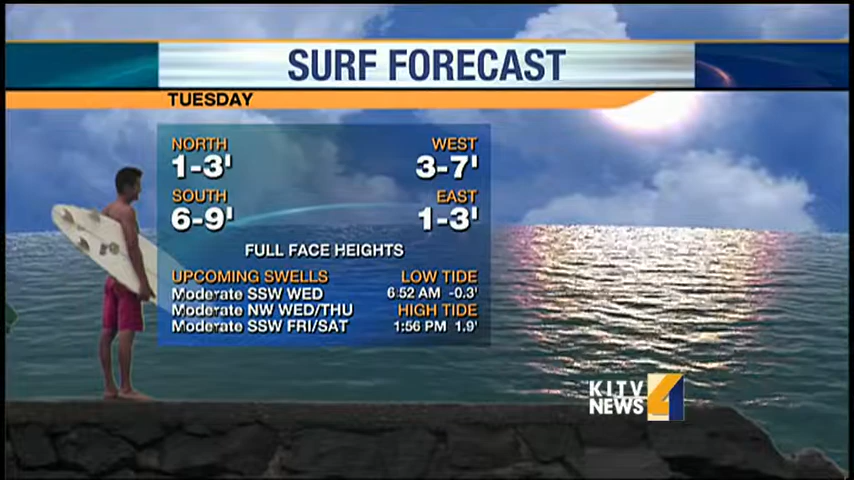 SURF FORECAST
TUESDAY
NORTH WEST
1-3' 3-7'
SOUTH EAST
6-9' 1-3'
FULL FACE HEIGHTS
UPCOMING SWELLS LOW TIDE
Moderate SSW WED 6:52 AM -0.3'
Moderate NW WED/THU HIGH TIDE
Moderate SSW FRI/SAT 1:56 PM 1.9'
KITV
NEWS 4